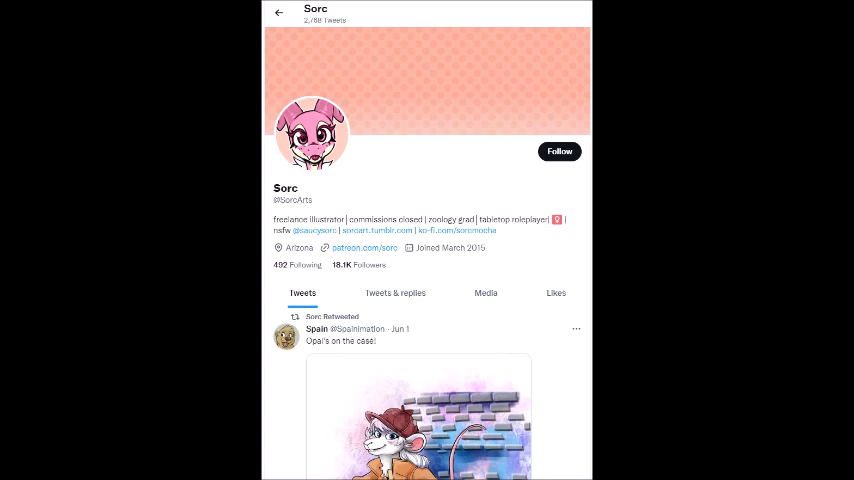 Sorc
2,768 Tweets
Follow
Sorc
@SorcArts
freelance illustrator | commissions closed | zoology grad | tabletop roleplayer| ♀️ |
nsfw @saucysorc | sorcart.tumblr.com | ko-fi.com/sorcmocha
Arizona patreon.com/sorc Joined March 2015
492 Following 18.1K Followers
Tweets Tweets & replies Media Likes
Sorc Retweeted
Spain @Spainimation · Jun 1
Opal's on the case!